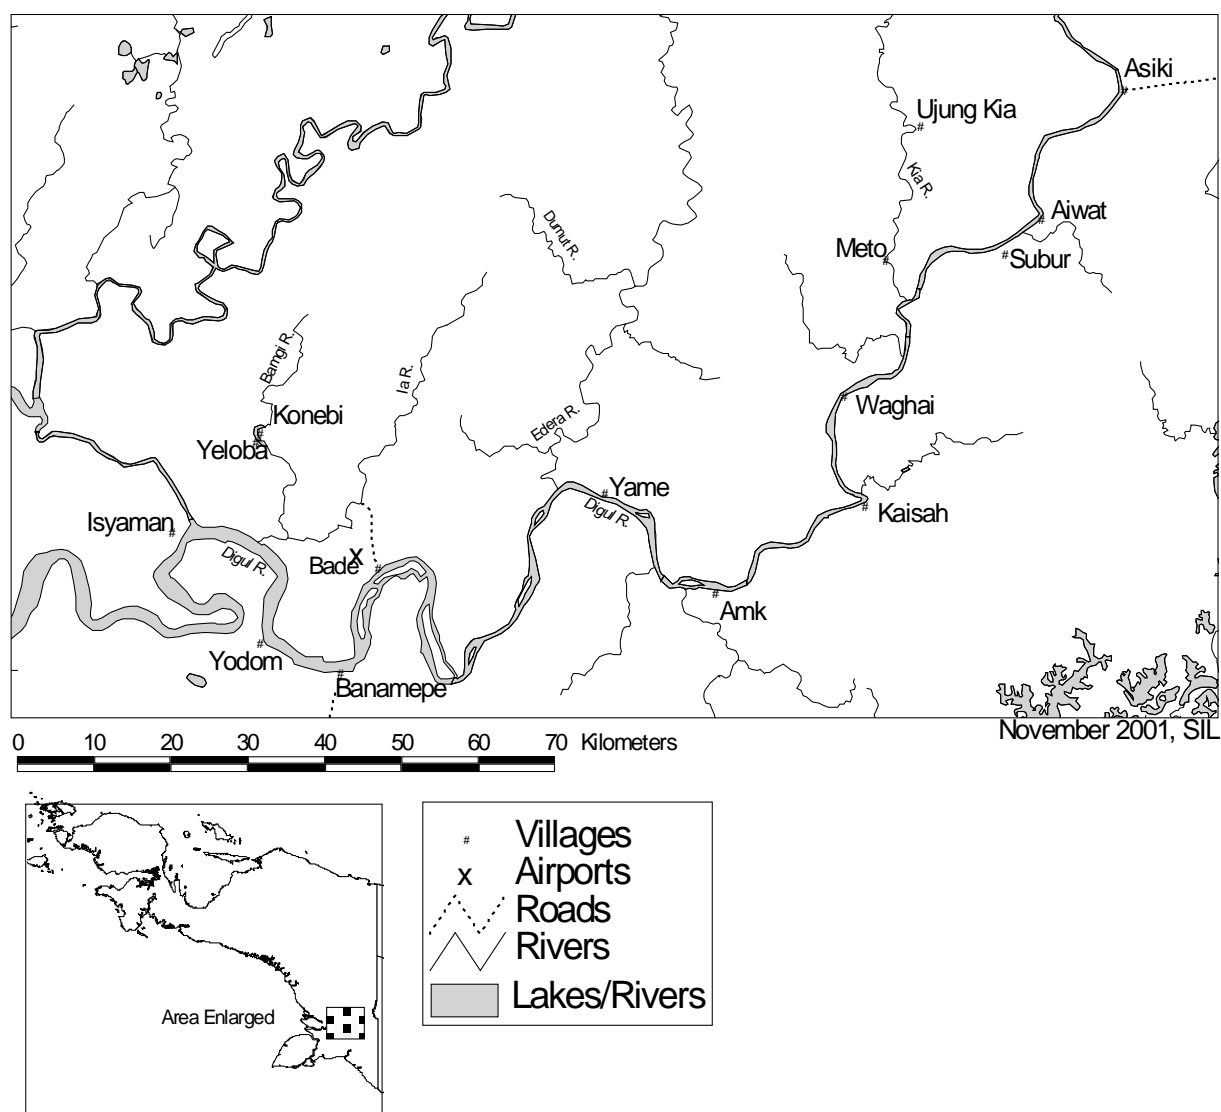 Asiki
Ujung Kia
Kia R.
Aiwat
Dumut R.
Meto
Subur
Bamgi R.
Ia R.
Waghai
Konebi
Edera R.
Yeloba
Yame
Isyaman
Digul R.
Kaisah
Digul R.
x
Bade
Amk
Yodom
Banamepe
November 2001, SIL
0 10 20 30 40 50 60 70 Kilometers
# Villages
x Airports
Roads
Rivers
Lakes/Rivers
Area Enlarged